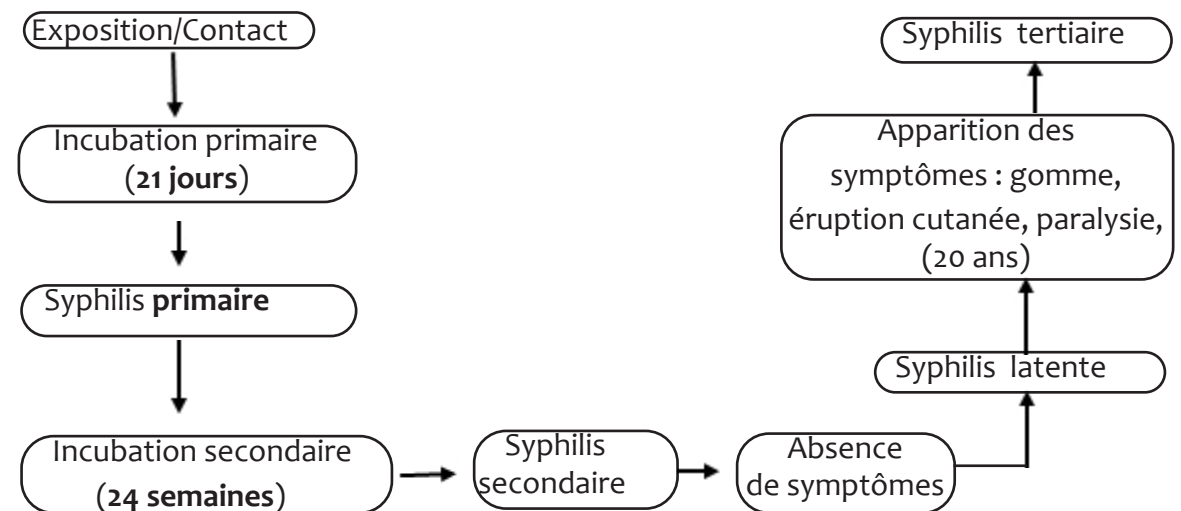 Exposition/Contact
Incubation primaire
(21 jours)
Syphilis primaire
Incubation secondaire
(24 semaines)
Syphilis
secondaire
Absence
de symptômes
Syphilis latente
Apparition des
symptômes : gomme,
éruption cutanée, paralysie,
(20 ans)
Syphilis tertiaire